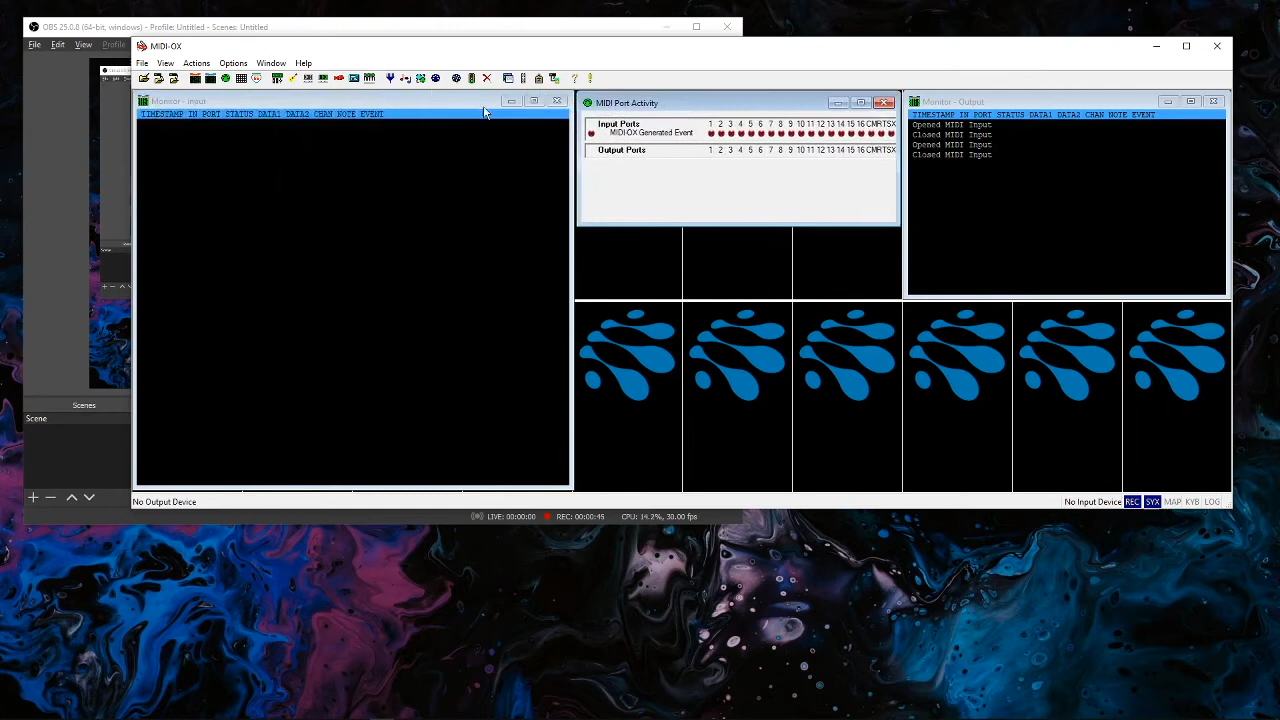 OBS 25.0.8 (64-bit, windows) - Profile: Untitled - Scenes: Untitled
File Edit View Profile
MIDI-OX
File View Actions Options Window Help
Monitor - Input
TIMESTAMP IN PORT STATUS DATA1 DATA2 CHAN NOTE EVENT
MIDI Port Activity
Input Ports 1 2 3 4 5 6 7 8 9 10 11 12 13 14 15 16 CMRTSX
MIDI-OX Generated Event
Output Ports 1 2 3 4 5 6 7 8 9 10 11 12 13 14 15 16 CMRTSX
Monitor - Output
TIMESTAMP IN PORT STATUS DATA1 DATA2 CHAN NOTE EVENT
Opened MIDI Input
Closed MIDI Input
Opened MIDI Input
Closed MIDI Input
Scenes
Scene
No Output Device
No Input Device REC SYX MAP KYB LOG
LIVE: 00:00:00 REC: 00:00:45 CPU: 14.2%, 30.00 fps